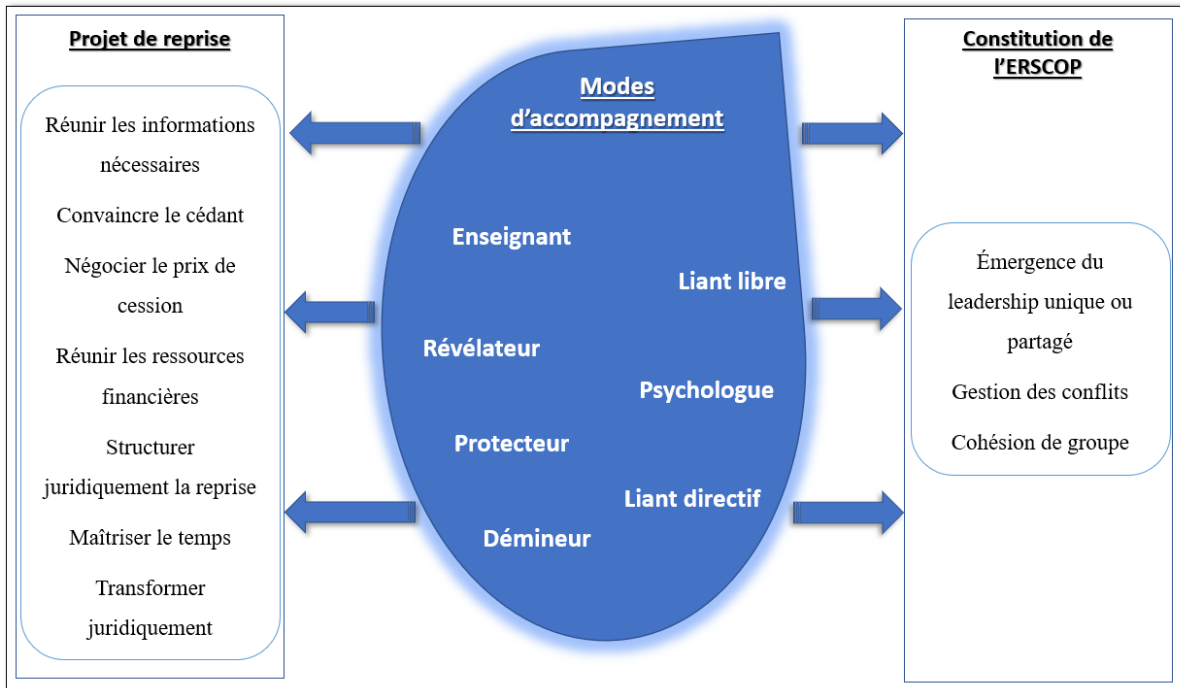 Projet de reprise
Réunir les informations
nécessaires
Convaincre le cédant
Négocier le prix de
cession
Réunir les ressources
financières
Structurer
juridiquement la reprise
Maîtriser le temps
Transformer
juridiquement
Modes
d'accompagnement
Enseignant
Liant libre
Révélateur
Psychologue
Protecteur
Liant directif
Démineur
Constitution de
l'ERSCOP
Émergence du
leadership unique ou
partagé
Gestion des conflits
Cohésion de groupe